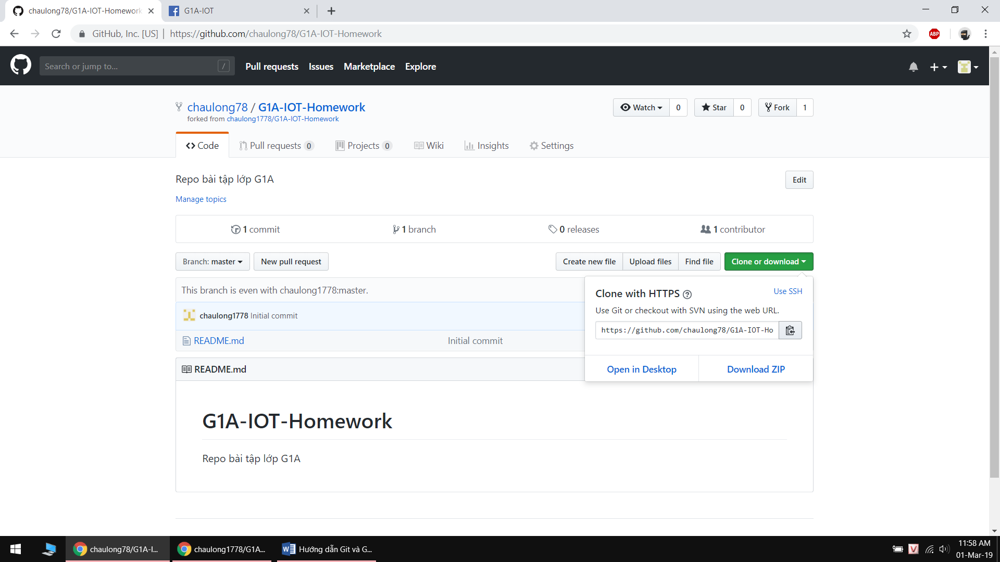 chaulong78/G1A-IOT-Homework
G1A-IOT
GitHub, Inc. [US] | https://github.com/chaulong78/G1A-IOT-Homework
ABP
Search or jump to... /
Pull requests Issues Marketplace Explore
chaulong78 / G1A-IOT-Homework
forked from chaulong1778/G1A-IOT-Homework
Watch 0 Star 0 Fork 1
Code Pull requests 0 Projects 0 Wiki Insights Settings
Repo bài tập lớp G1A
Edit
Manage topics
1 commit 1 branch 0 releases 1 contributor
Branch: master New pull request Create new file Upload files Find file Clone or download
This branch is even with chaulong1778:master.
chaulong1778 Initial commit
README.md Initial commit
Clone with HTTPS ? Use SSH
Use Git or checkout with SVN using the web URL.
https://github.com/chaulong78/G1A-IOT-Ho
Open in Desktop Download ZIP
README.md
G1A-IOT-Homework
Repo bài tập lớp G1A
chaulong78/G1A-I...
chaulong1778/G1A...
Hướng dẫn Git và G...
V
11:58 AM
01-Mar-19